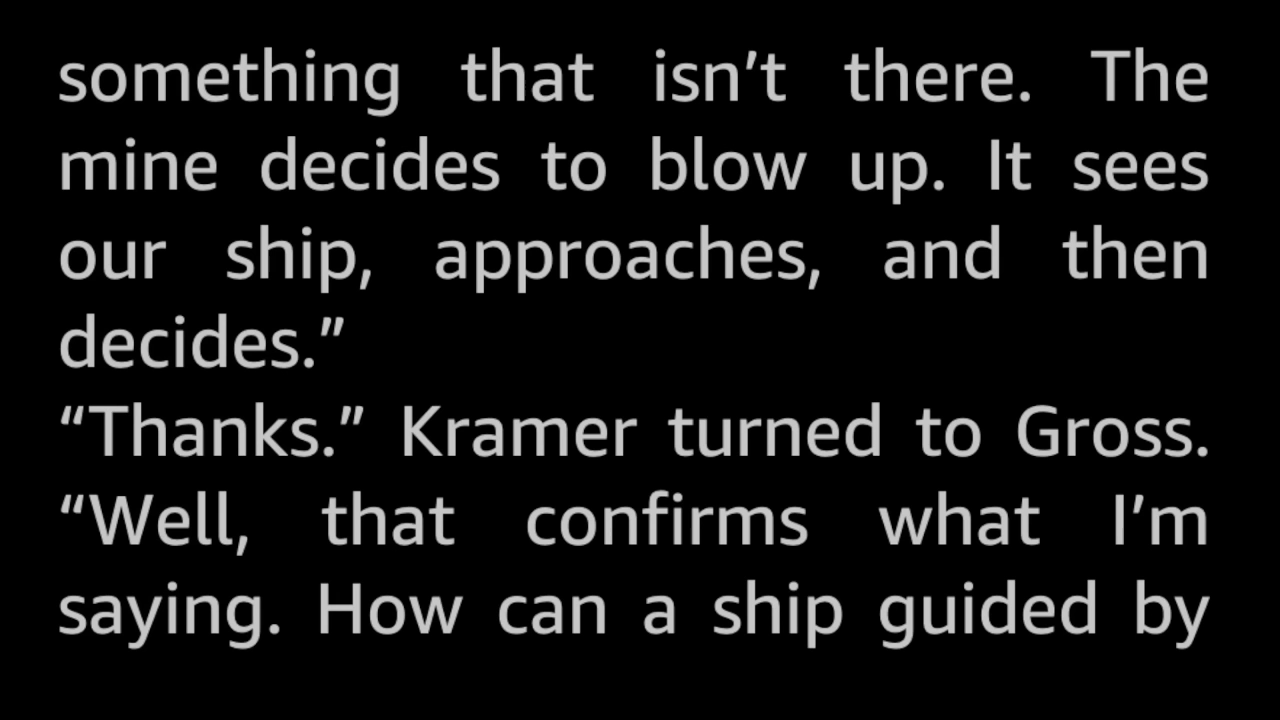 something that isn’t there. The
mine decides to blow up. It sees
our ship, approaches, and then
decides.”
“Thanks.” Kramer turned to Gross.
“Well, that confirms what I’m
saying. How can a ship guided by